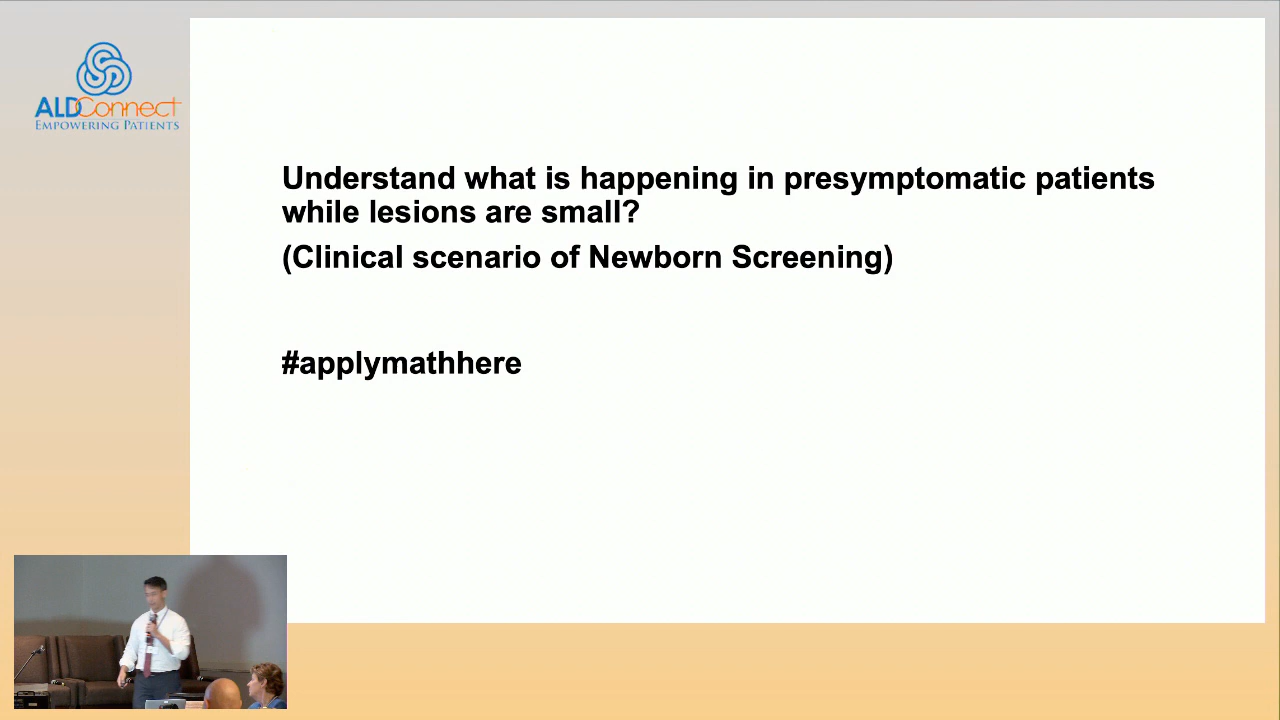 ALDConnect
EMPOWERING PATIENTS
Understand what is happening in presymptomatic patients
while lesions are small?
(Clinical scenario of Newborn Screening)
#applymathhere